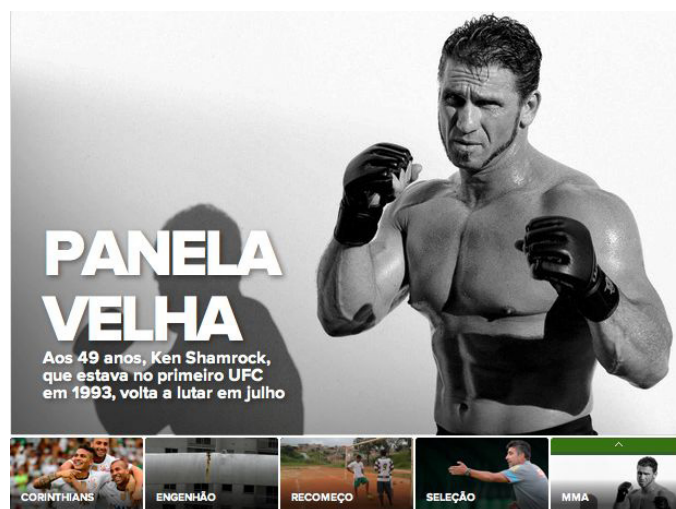 PANELA
VELHA
Aos 49 anos, Ken Shamrock,
que estava no primeiro UFC
em 1993, volta a lutar em julho
CORINTHIANS
ENGENHÃO
RECOMEÇO
SELEÇÃO
MMA